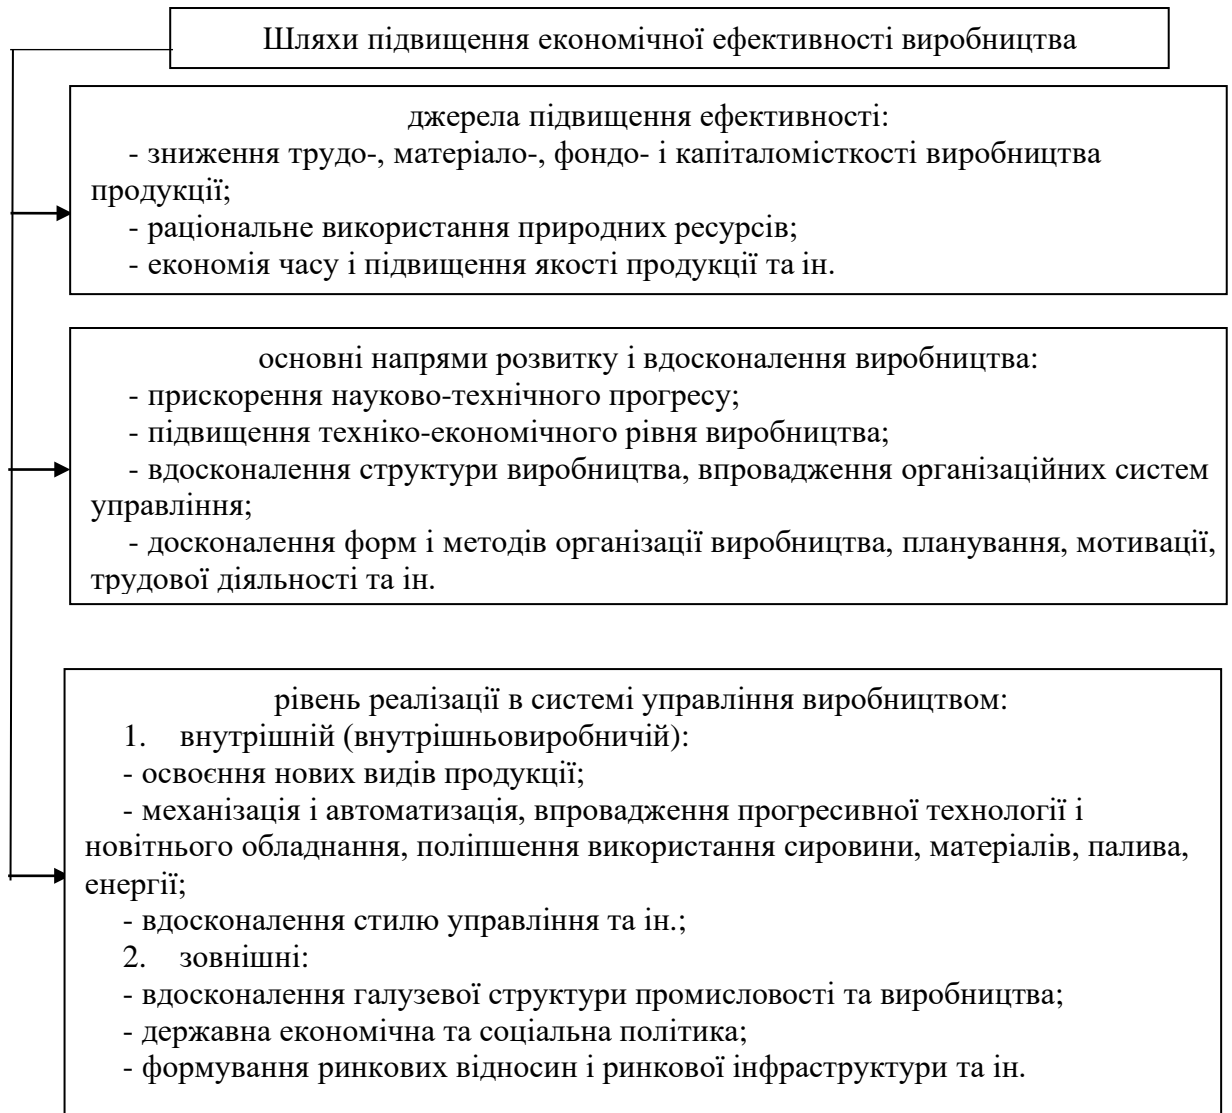 Шляхи підвищення економічної ефективності виробництва
джерела підвищення ефективності:
- зниження трудо-, матеріало-, фондо- і капіталомісткості виробництва
продукції;
- раціональне використання природних ресурсів;
- економія часу і підвищення якості продукції та ін.
основні напрями розвитку і вдосконалення виробництва:
- прискорення науково-технічного прогресу;
- підвищення техніко-економічного рівня виробництва;
- вдосконалення структури виробництва, впровадження організаційних систем
управління;
- досконалення форм і методів організації виробництва, планування, мотивації,
трудової діяльності та ін.
рівень реалізації в системі управління виробництвом:
1. внутрішній (внутрішньовиробничій):
- освоєння нових видів продукції;
- механізація і автоматизація, впровадження прогресивної технології і
новітнього обладнання, поліпшення використання сировини, матеріалів, палива,
енергії;
- вдосконалення стилю управління та ін.;
2. зовнішні:
- вдосконалення галузевої структури промисловості та виробництва;
- державна економічна та соціальна політика;
- формування ринкових відносин і ринкової інфраструктури та ін.